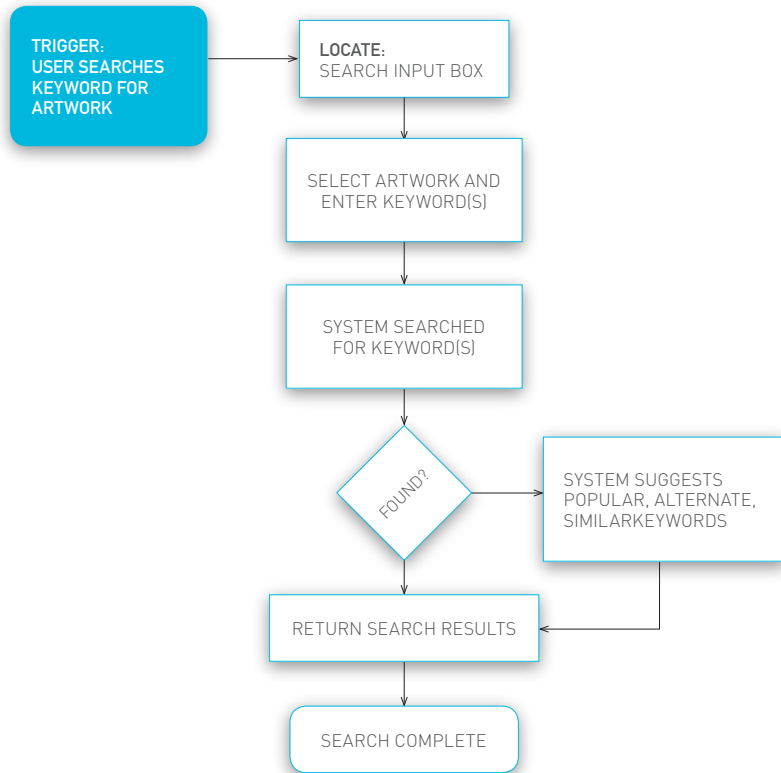 TRIGGER:
USER SEARCHES
KEYWORD FOR
ARTWORK
LOCATE:
SEARCH INPUT BOX
SELECT ARTWORK AND
ENTER KEYWORD(S)
SYSTEM SEARCHED
FOR KEYWORD(S)
FOUND?
SYSTEM SUGGESTS
POPULAR, ALTERNATE,
SIMILARKEYWORDS
RETURN SEARCH RESULTS
SEARCH COMPLETE